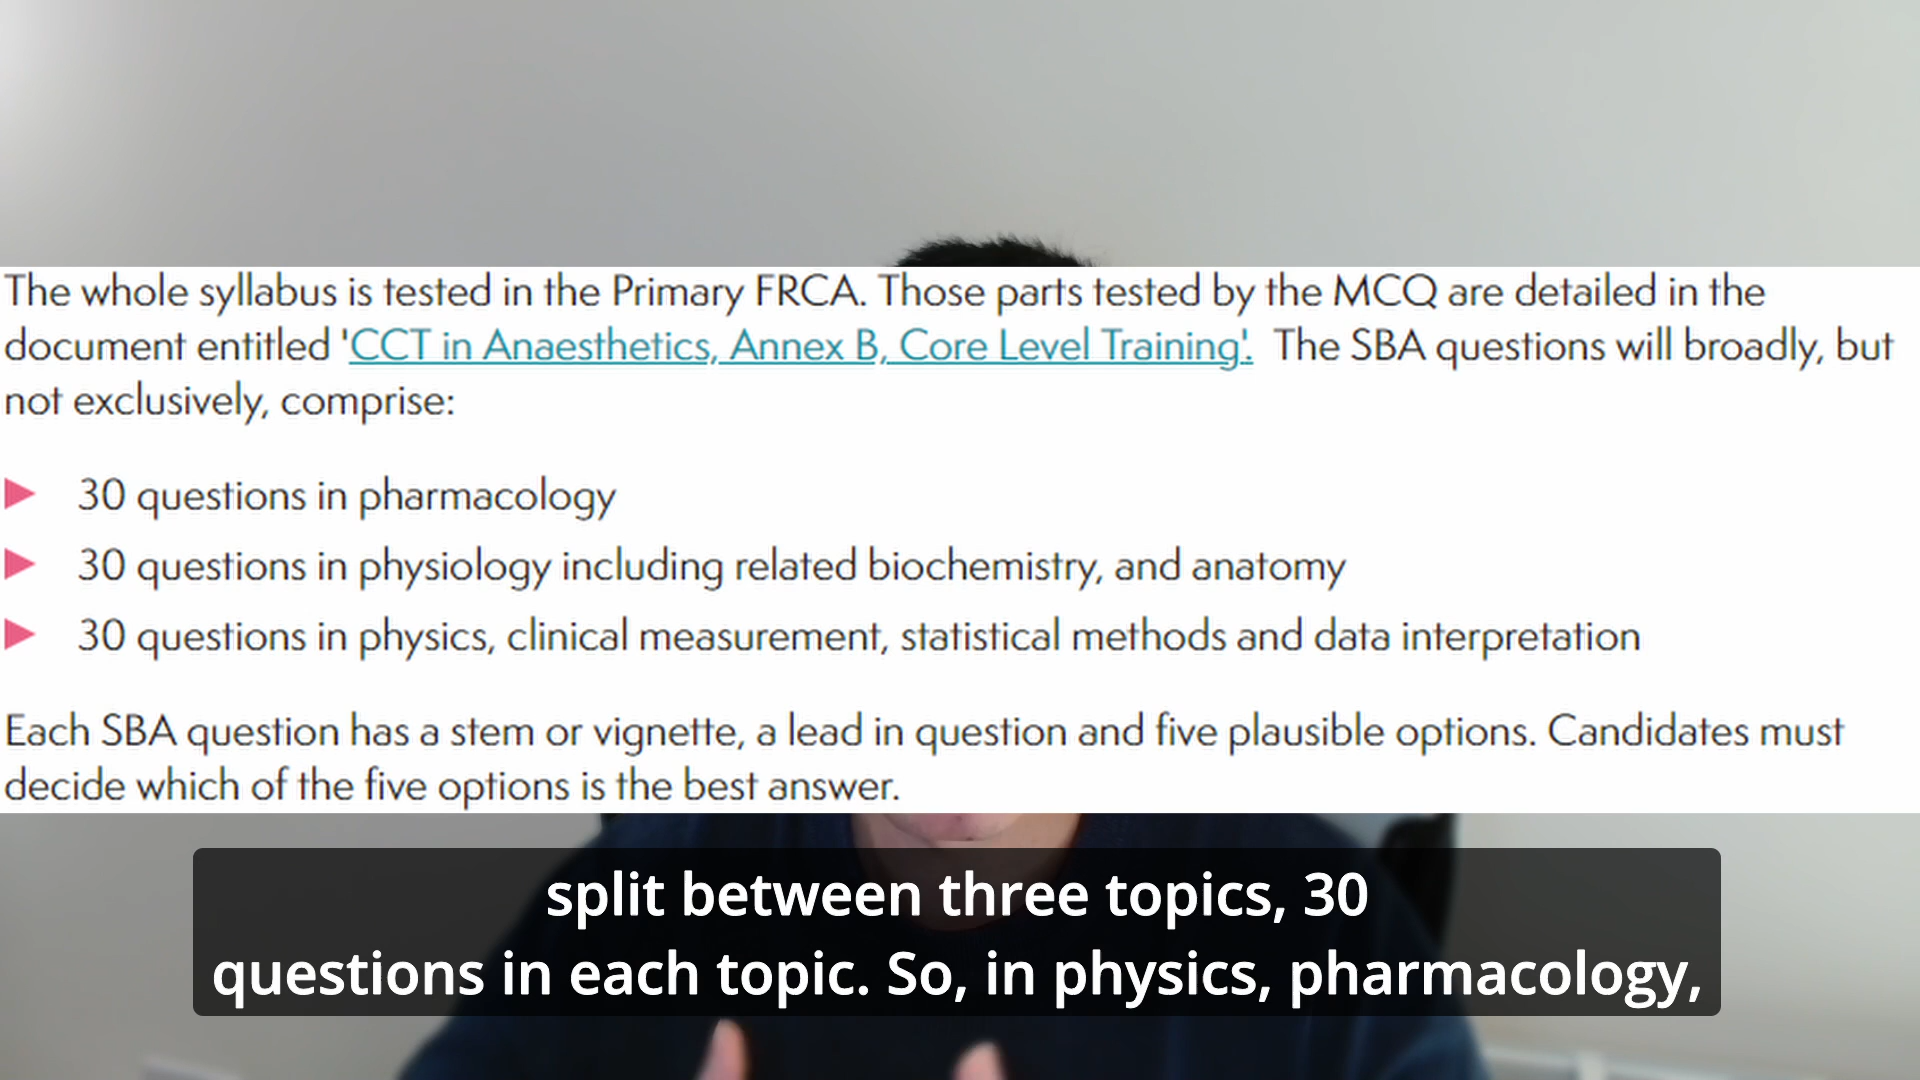 The whole syllabus is tested in the Primary FRCA. Those parts tested by the MCQ are detailed in the
document entitled 'CCT in Anaesthetics, Annex B, Core Level Training'. The SBA questions will broadly, but
not exclusively, comprise:
30 questions in pharmacology
30 questions in physiology including related biochemistry, and anatomy
30 questions in physics, clinical measurement, statistical methods and data interpretation
Each SBA question has a stem or vignette, a lead in question and five plausible options. Candidates must
decide which of the five options is the best answer.
split between three topics, 30
questions in each topic. So, in physics, pharmacology,